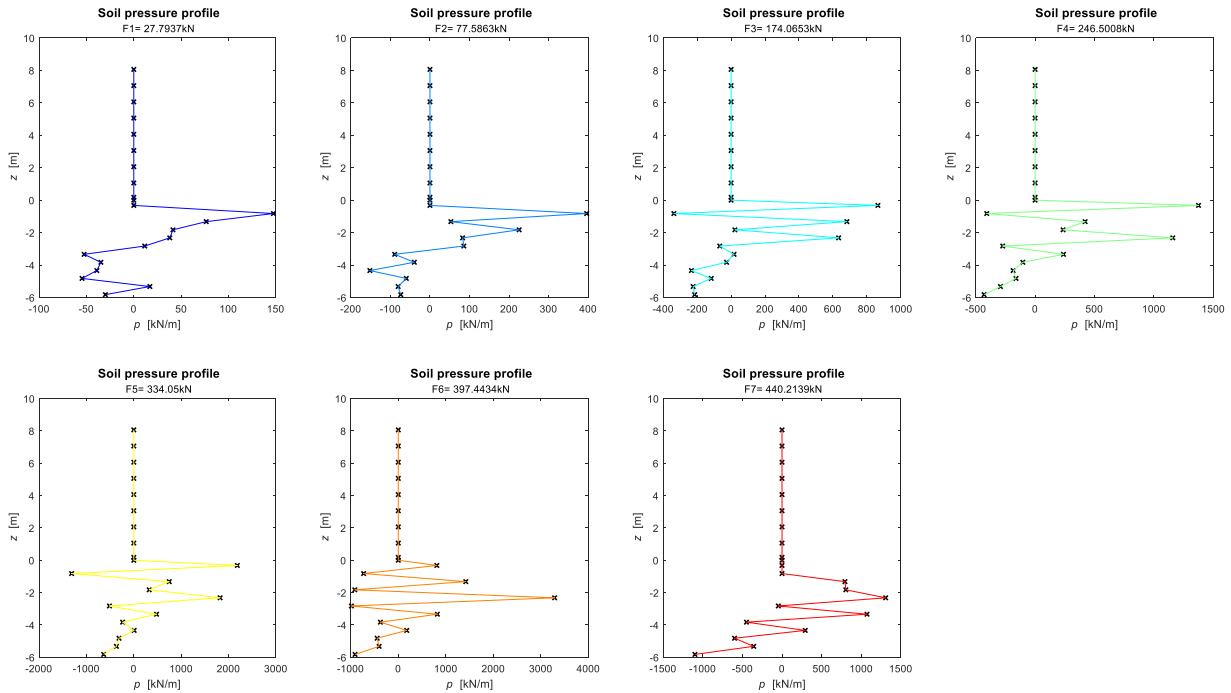 Soil pressure profile
F1= 27.7937kN
10
8
6
4
2
0
-2
-4
-6
z [m]
-100 -50 0 50 100 150
p [kN/m]
Soil pressure profile
F2= 77.5863kN
10
8
6
4
2
0
-2
-4
-6
z [m]
-200 -100 0 100 200 300 400
p [kN/m]
Soil pressure profile
F3= 174.0653kN
10
8
6
4
2
0
-2
-4
-6
z [m]
-400 -200 0 200 400 600 800 1000
p [kN/m]
Soil pressure profile
F4= 246.5008kN
10
8
6
4
2
0
-2
-4
-6
z [m]
-500 0 500 1000 1500
p [kN/m]
Soil pressure profile
F5= 334.05kN
10
8
6
4
2
0
-2
-4
-6
z [m]
-2000 -1000 0 1000 2000 3000
p [kN/m]
Soil pressure profile
F6= 397.4434kN
10
8
6
4
2
0
-2
-4
-6
z [m]
-1000 0 1000 2000 3000 4000
p [kN/m]
Soil pressure profile
F7= 440.2139kN
10
8
6
4
2
0
-2
-4
-6
z [m]
-1500 -1000 -500 0 500 1000 1500
p [kN/m]